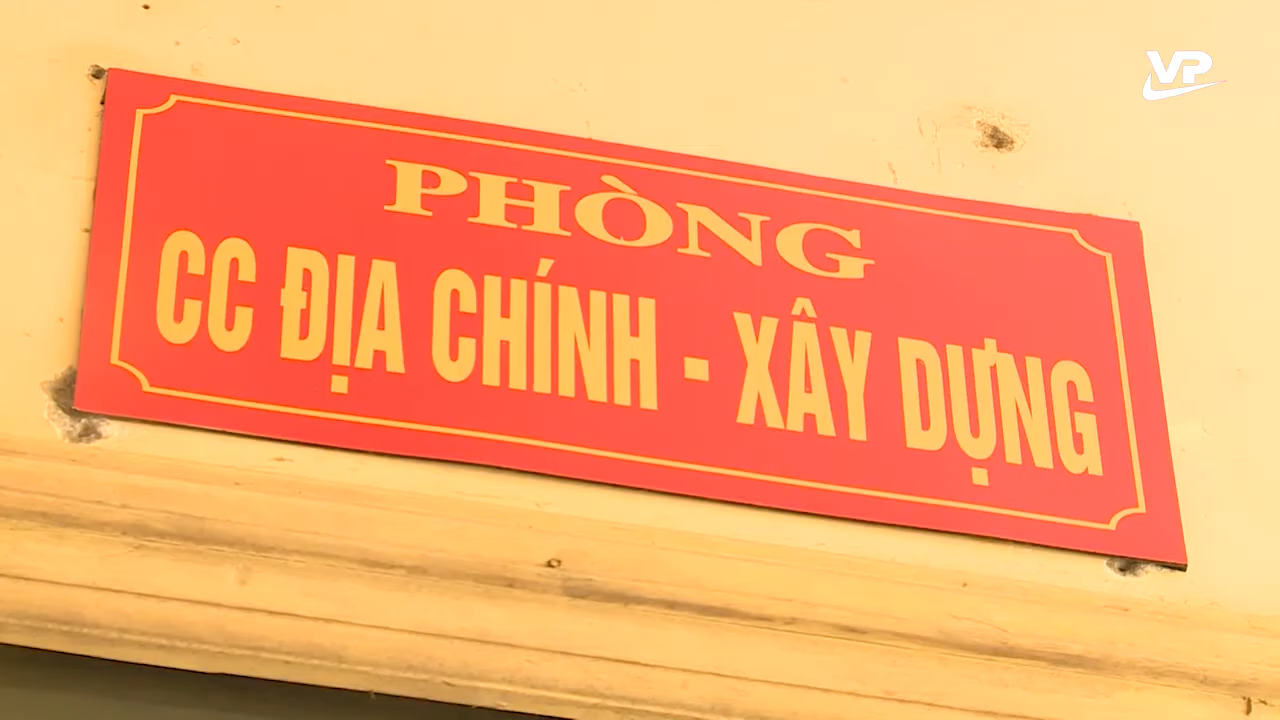 VP
PHÒNG
CC ĐỊA CHÍNH - XÂY DỰNG